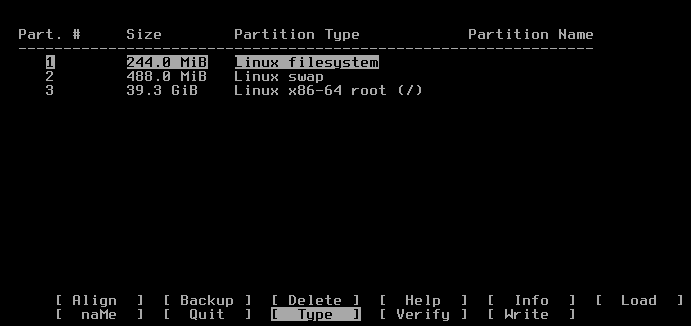 Part. #     Size        Partition Type            Partition Name
----------------------------------------------------------------
1        244.0 MiB   Linux filesystem
2        488.0 MiB   Linux swap
3        39.3 GiB    Linux x86-64 root (/)
[ Align  ]  [ Backup ]  [ Delete ]  [  Help  ]  [  Info  ]  [  Load  ]
[  naMe  ]  [  Quit  ]  [  Type  ]  [ Verify ]  [ Write  ]